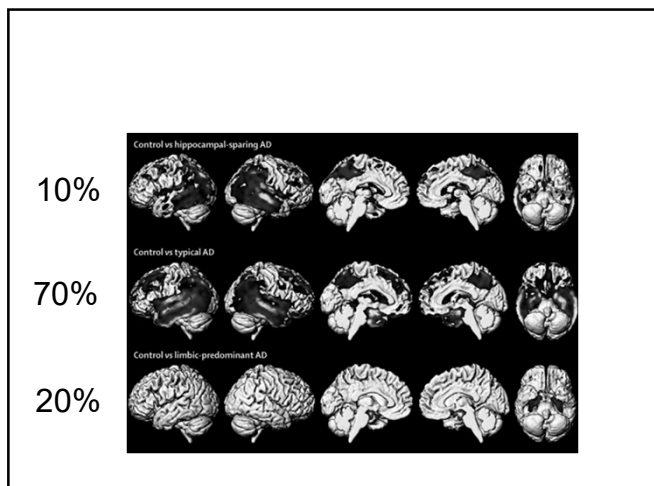 Control vs hippocampal-sparing AD
10%
Control vs typical AD
70%
Control vs limbic-predominant AD
20%